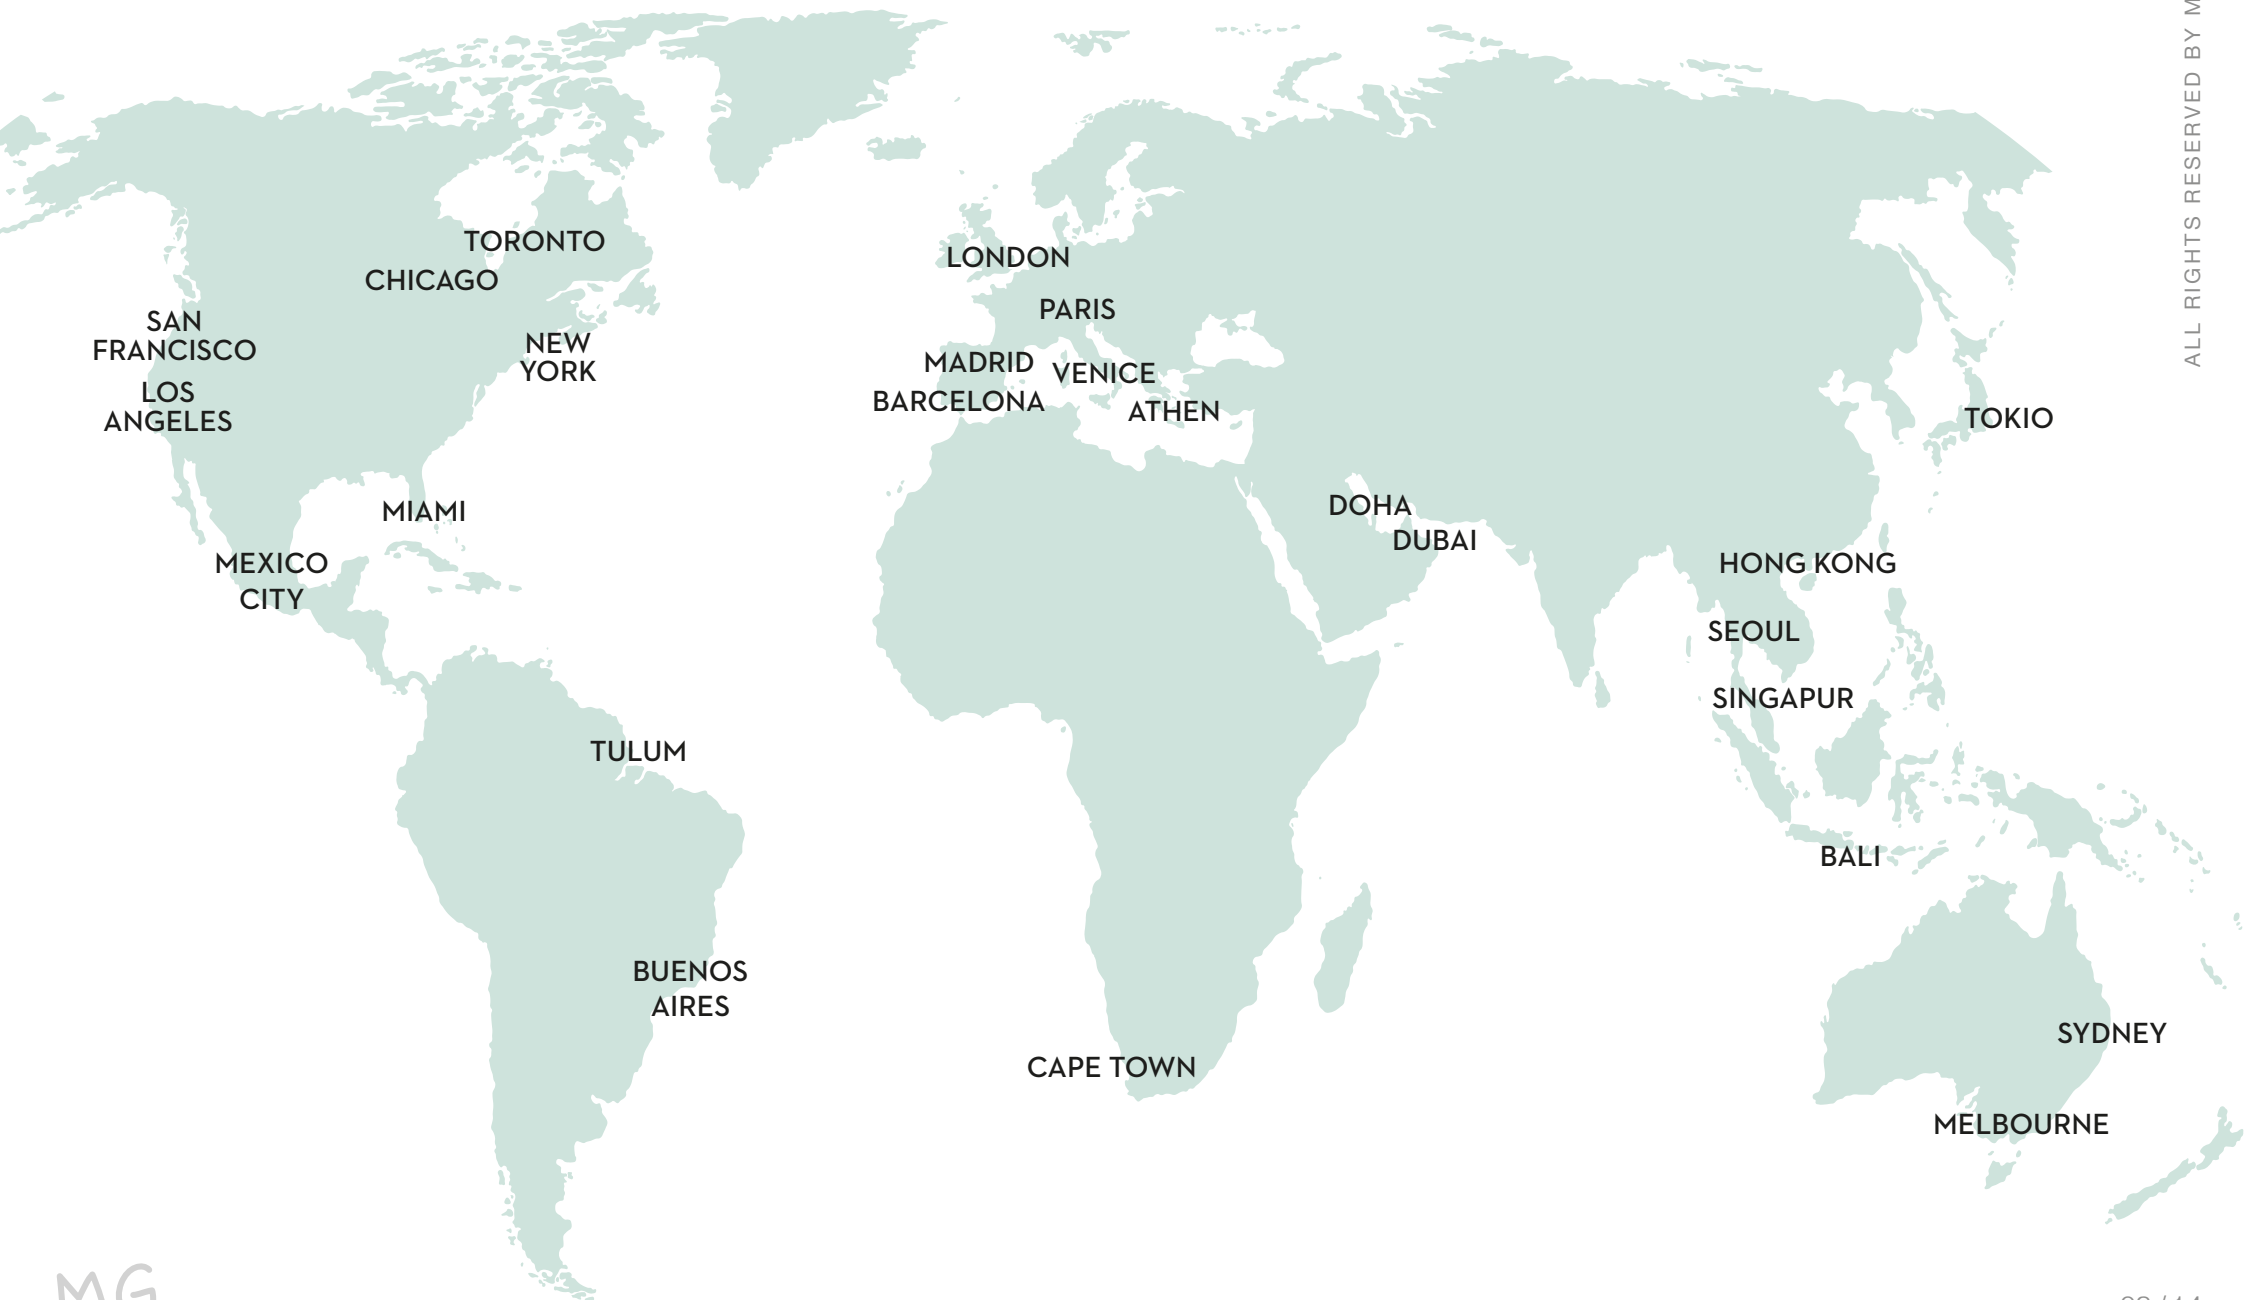 ALL RIGHTS RESERVED BY M
TORONTO
LONDON
CHICAGO
PARIS
SAN
FRANCISCO
NEW
YORK
MADRID
VENICE
LOS
ANGELES
BARCELONA
ATHEN
TOKIO
DOHA
MIAMI
DUBAI
MEXICO
CITY
HONG KONG
SEOUL
SINGAPUR
TULUM
BALI
BUENOS
AIRES
SYDNEY
CAPE TOWN
MELBOURNE
MG